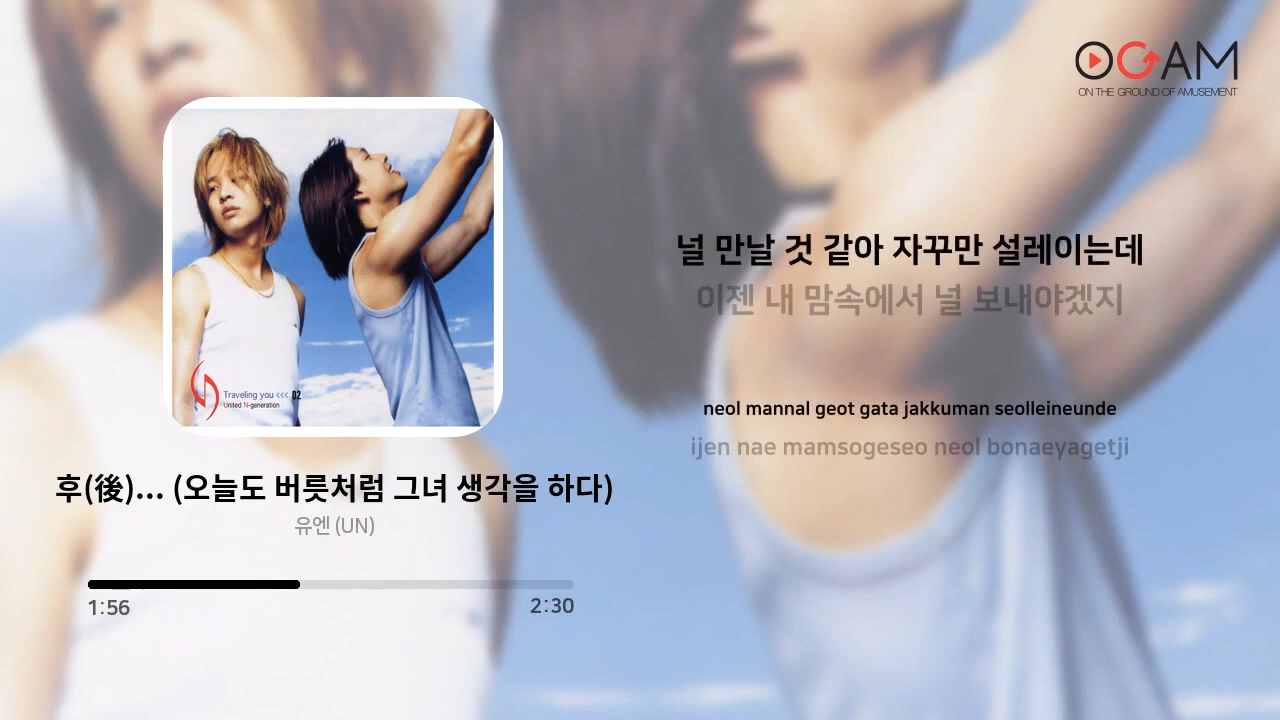 OGAM
ON THE GROUND OF AMUSEMENT
Traveling you <<< 02
United N-generation
후(後)... (오늘도 버릇처럼 그녀 생각을 하다)
유엔 (UN)
1:56
2:30
널 만날 것 같아 자꾸만 설레이는데
이젠 내 맘속에서 널 보내야겠지
neol mannal geot gata jakkuman seolleineunde
ijen nae mamsogeseo neol bonaeyagetji